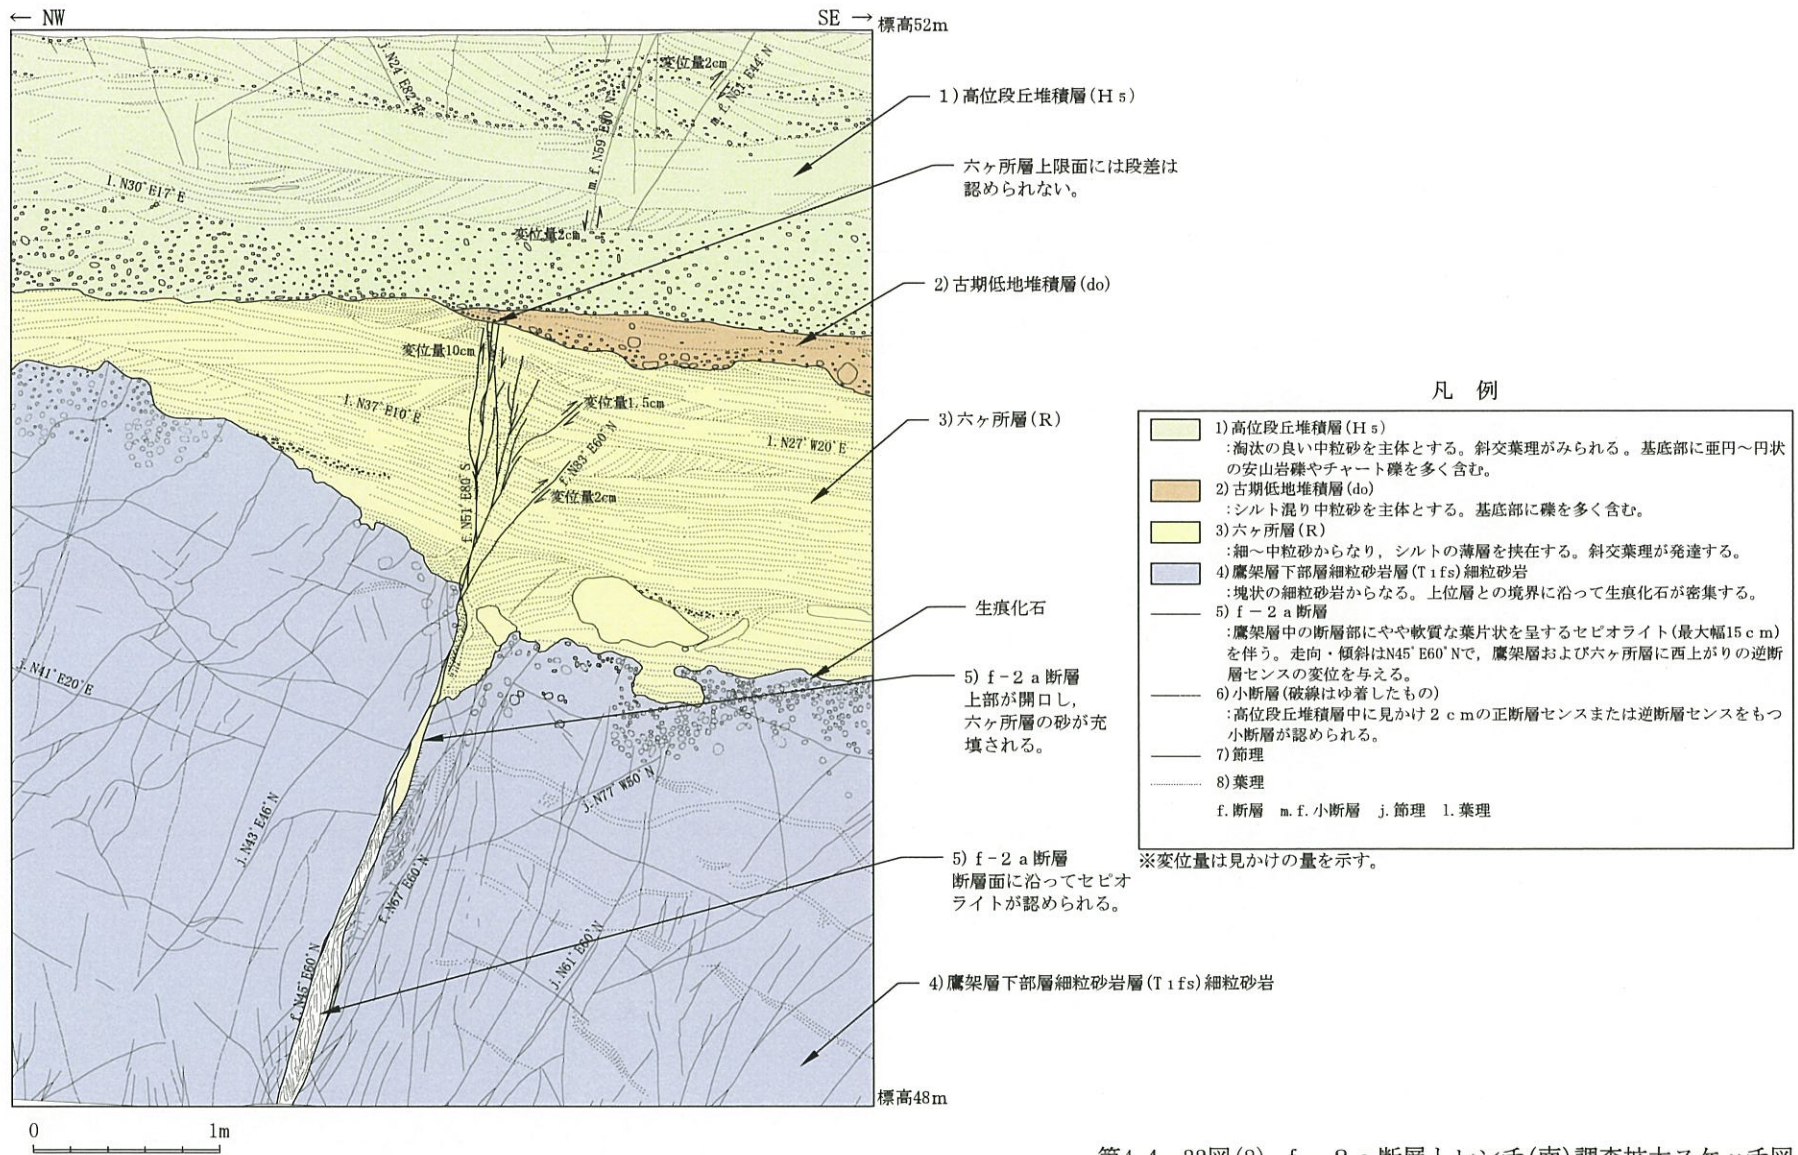 ← NW
SE →
標高52m
j.N24°E82°E
変位量2cm
m.f.N51°E44°N
m.f.N59°E80°N
l.N30°E17°E
変位量2cm
1)高位段丘堆積層(H5)
六ヶ所層上限面には段差は
認められない。
2)古期低地堆積層(do)
変位量10cm
変位量1.5cm
l.N37°E10°E
l.N27°W20°E
f.N83°E60°N
変位量2cm
f.N51°E80°S
3)六ヶ所層(R)
生痕化石
j.N41°E20°E
5)f-2a断層
上部が開口し,
六ヶ所層の砂が充
填される。
j.N77°W50°N
j.N43°E46°N
f.N67°E60°N
5)f-2a断層
断層面に沿ってセピオ
ライトが認められる。
f.N45°E60°N
j.N61°E60°N
4)鷹架層下部層細粒砂岩層(T1fs)細粒砂岩
標高48m
0 1m
凡 例
1)高位段丘堆積層(H5)
:淘汰の良い中粒砂を主体とする。斜交葉理がみられる。基底部に亜円～円状
の安山岩礫やチャート礫を多く含む。
2)古期低地堆積層(do)
:シルト混り中粒砂を主体とする。基底部に礫を多く含む。
3)六ヶ所層(R)
:細～中粒砂からなり,シルトの薄層を挟在する。斜交葉理が発達する。
4)鷹架層下部層細粒砂岩層(T1fs)細粒砂岩
:塊状の細粒砂岩からなる。上位層との境界に沿って生痕化石が密集する。
5)f-2a断層
:鷹架層中の断層部にやや軟質な葉片状を呈するセピオライト(最大幅15cm)
を伴う。走向・傾斜はN45°E60°Nで,鷹架層および六ヶ所層に西上がりの逆断
層センスの変位を与える。
6)小断層(破線はゆ着したもの)
:高位段丘堆積層中に見かけ2cmの正断層センスまたは逆断層センスをもつ
小断層が認められる。
7)節理
8)葉理
f.断層 m.f.小断層 j.節理 l.葉理
※変位量は見かけの量を示す。